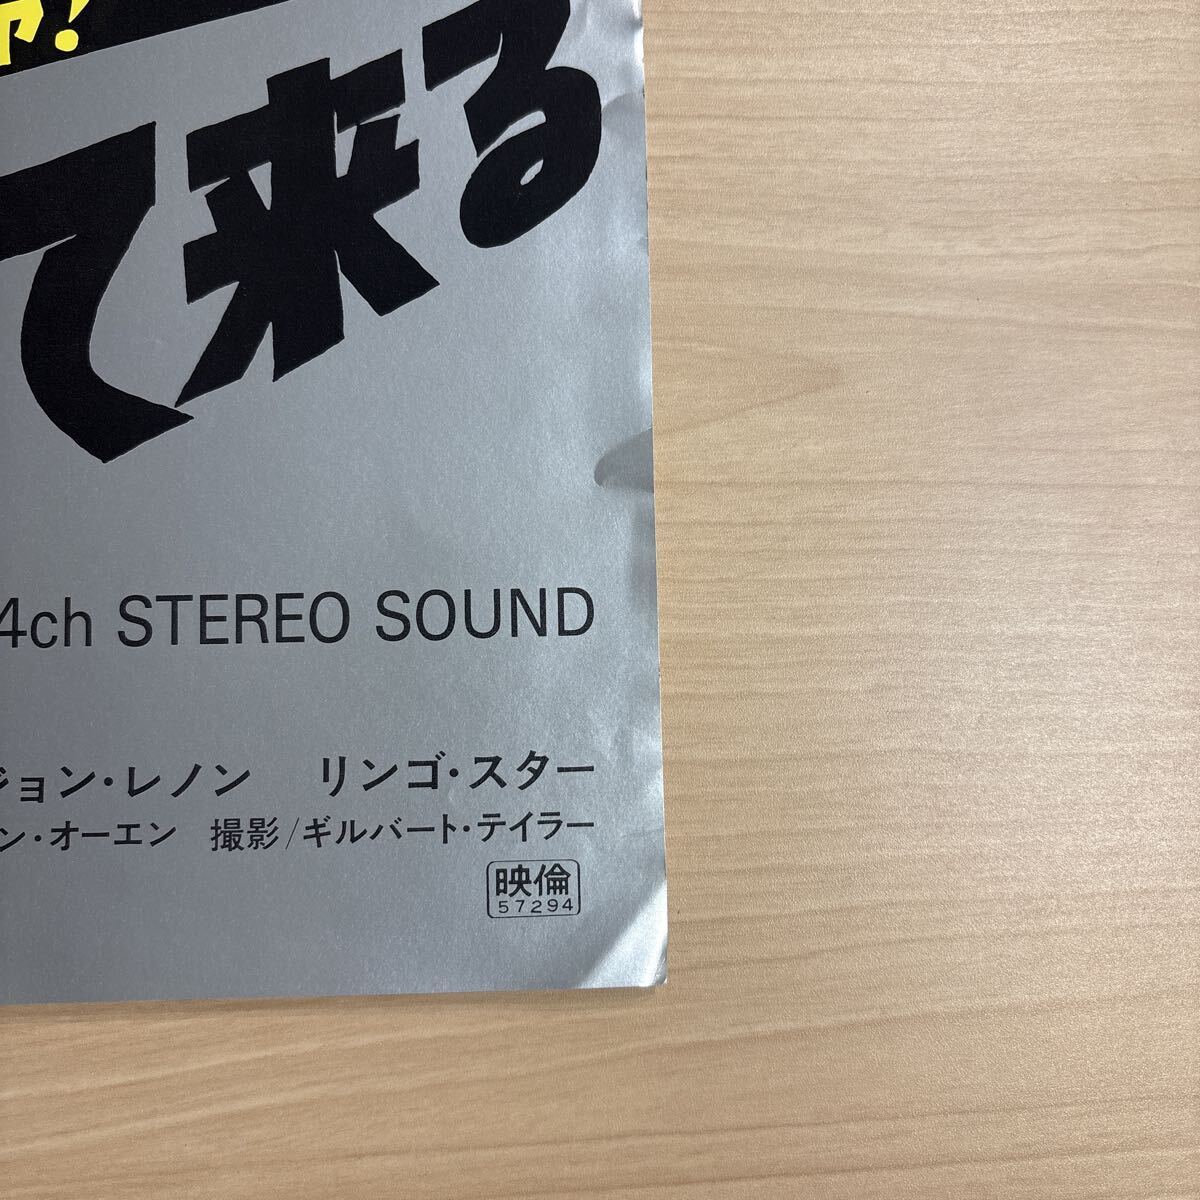 !
て来る
4ch STEREO SOUND
ジョン・レノン リンゴ・スター
ン・オーエン 撮影/ギルバート・テイラー
映倫
57294